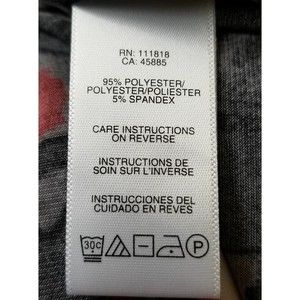 RN: 111818
CA: 45885
95% POLYESTER/
POLYESTER/POLIESTER
5% SPANDEX
CARE INSTRUCTIONS
ON REVERSE
INSTRUCTIONS DE
SOIN SUR L'INVERSE
INSTRUCCIONES DEL
CUIDADO EN REVES
30C P